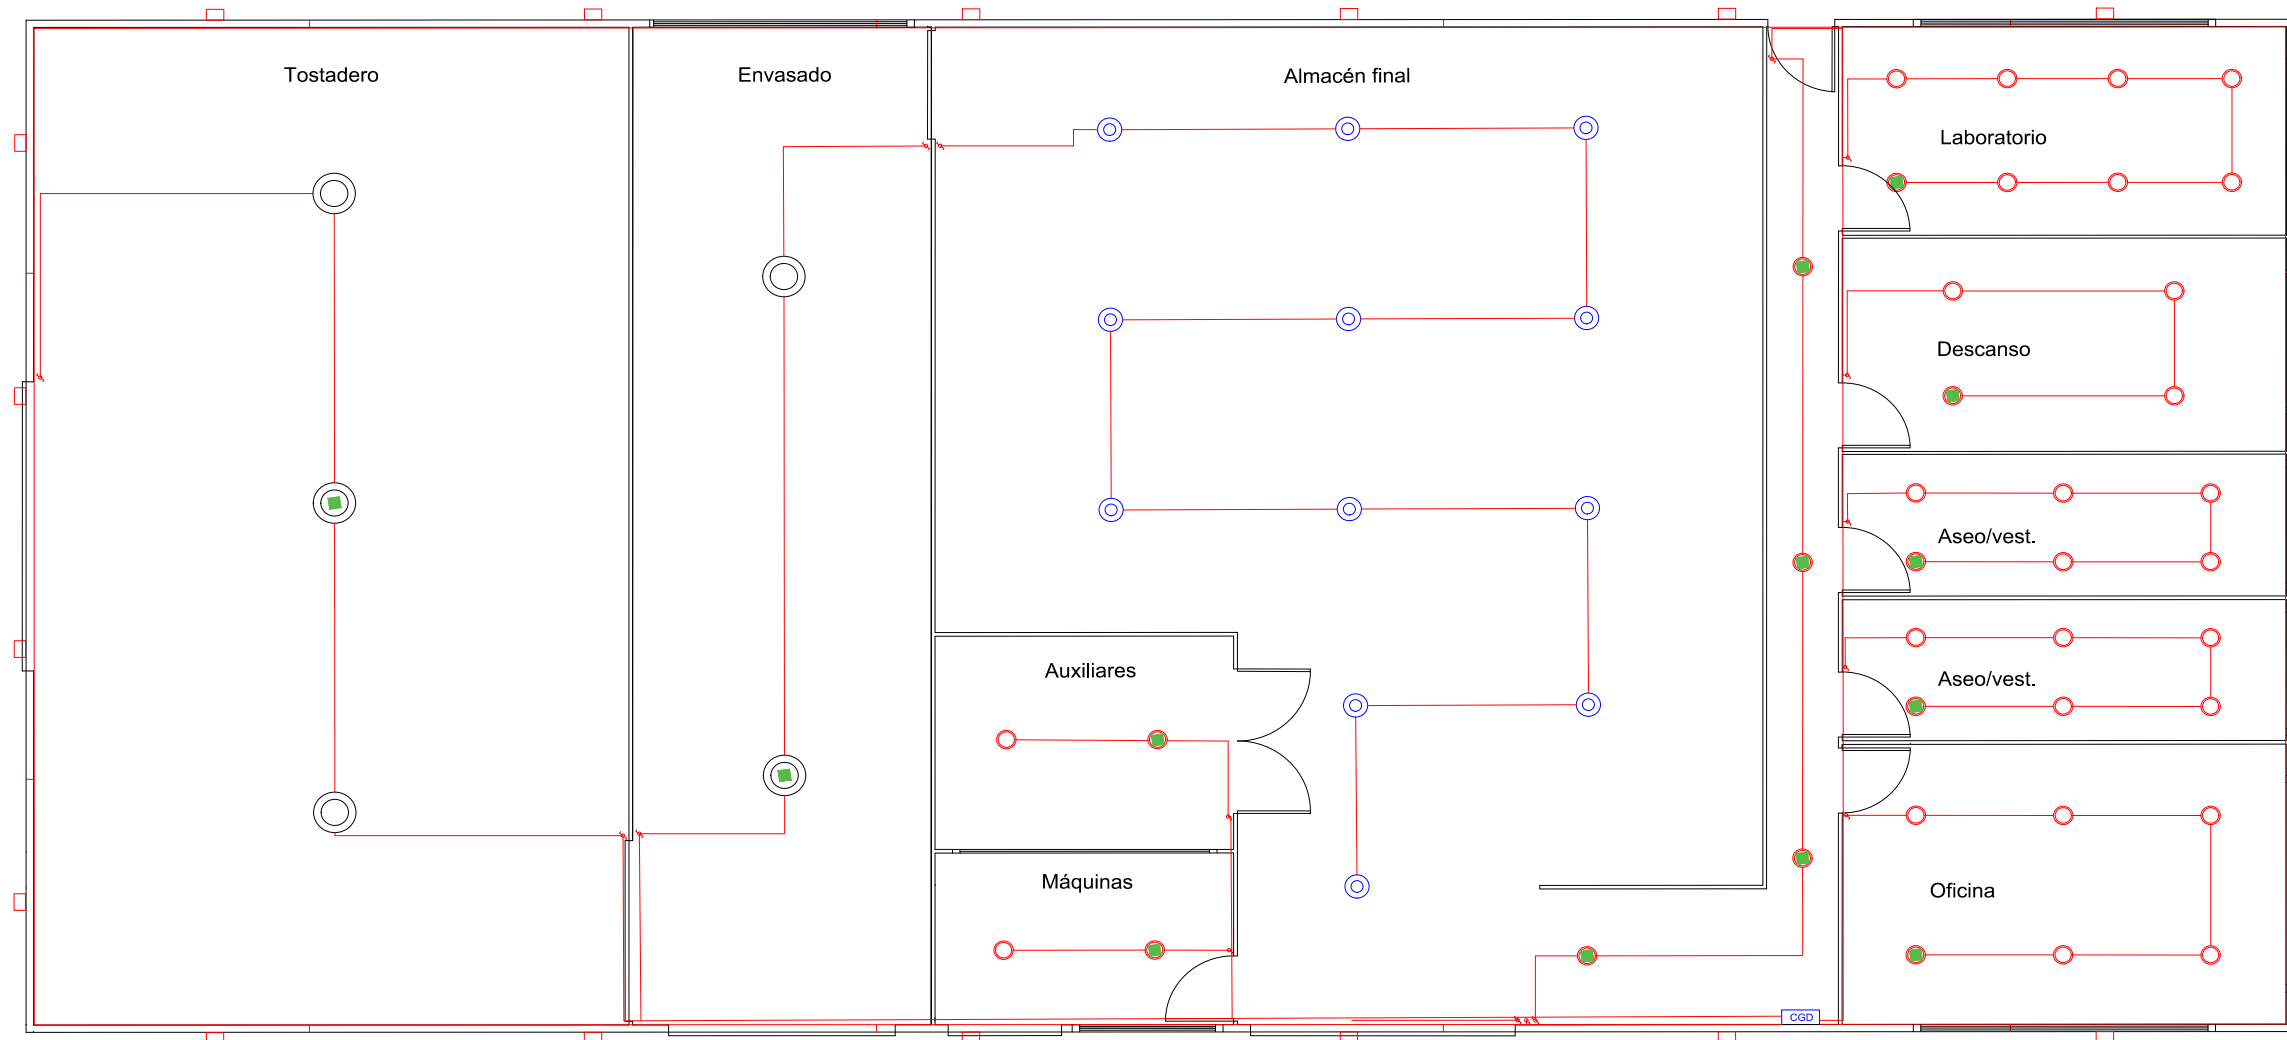 Tostadero
Envasado
Almacén final
Laboratorio
Descanso
Aseo/vest.
Auxiliares
Aseo/vest.
Máquinas
Oficina
CGD